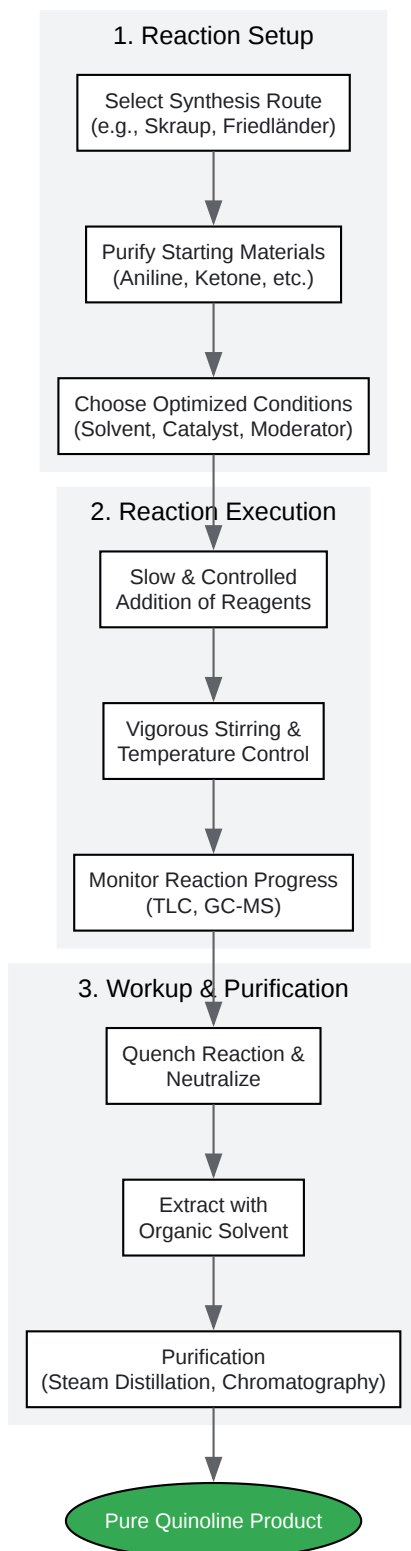 1. Reaction Setup
Select Synthesis Route
(e.g., Skraup, Friedländer)
Purify Starting Materials
(Aniline, Ketone, etc.)
Choose Optimized Conditions
(Solvent, Catalyst, Moderator)
2. Reaction Execution
Slow & Controlled
Addition of Reagents
Vigorous Stirring &
Temperature Control
Monitor Reaction Progress
(TLC, GC-MS)
3. Workup & Purification
Quench Reaction &
Neutralize
Extract with
Organic Solvent
Purification
(Steam Distillation, Chromatography)
Pure Quinoline Product